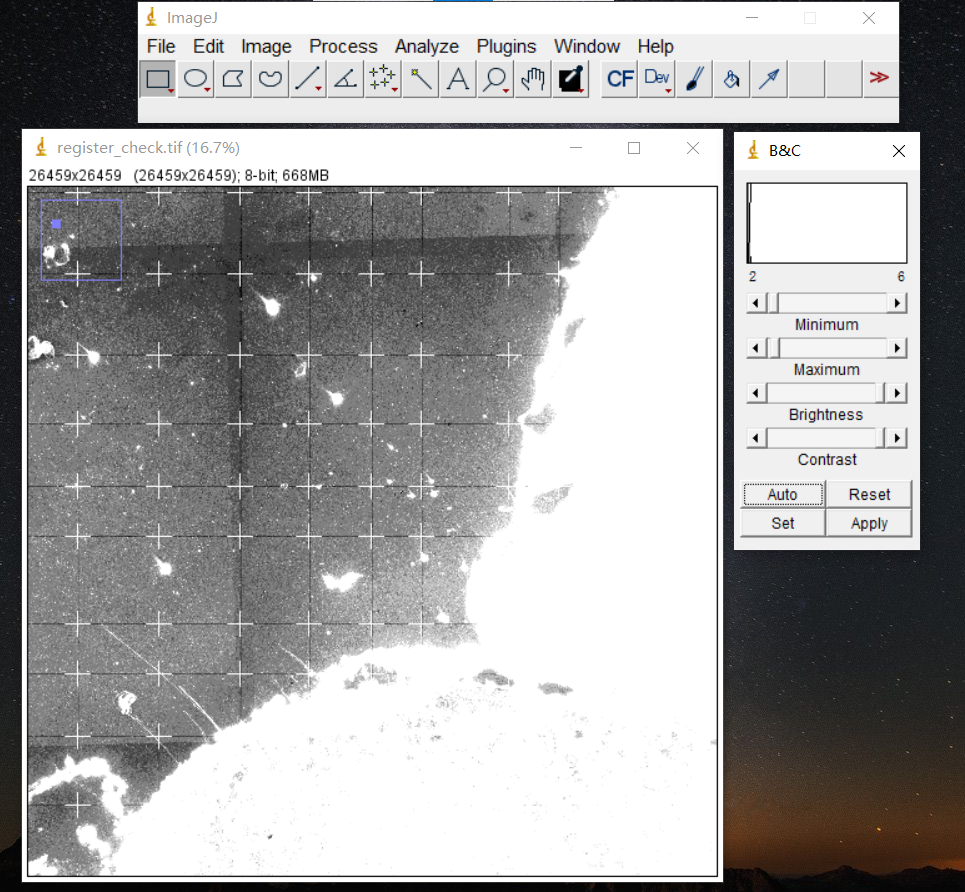 ImageJ
File Edit Image Process Analyze Plugins Window Help
CF Dev
register_check.tif (16.7%)
26459x26459 (26459x26459); 8-bit; 668MB
B&C
2 6
Minimum
Maximum
Brightness
Contrast
Auto Reset
Set Apply